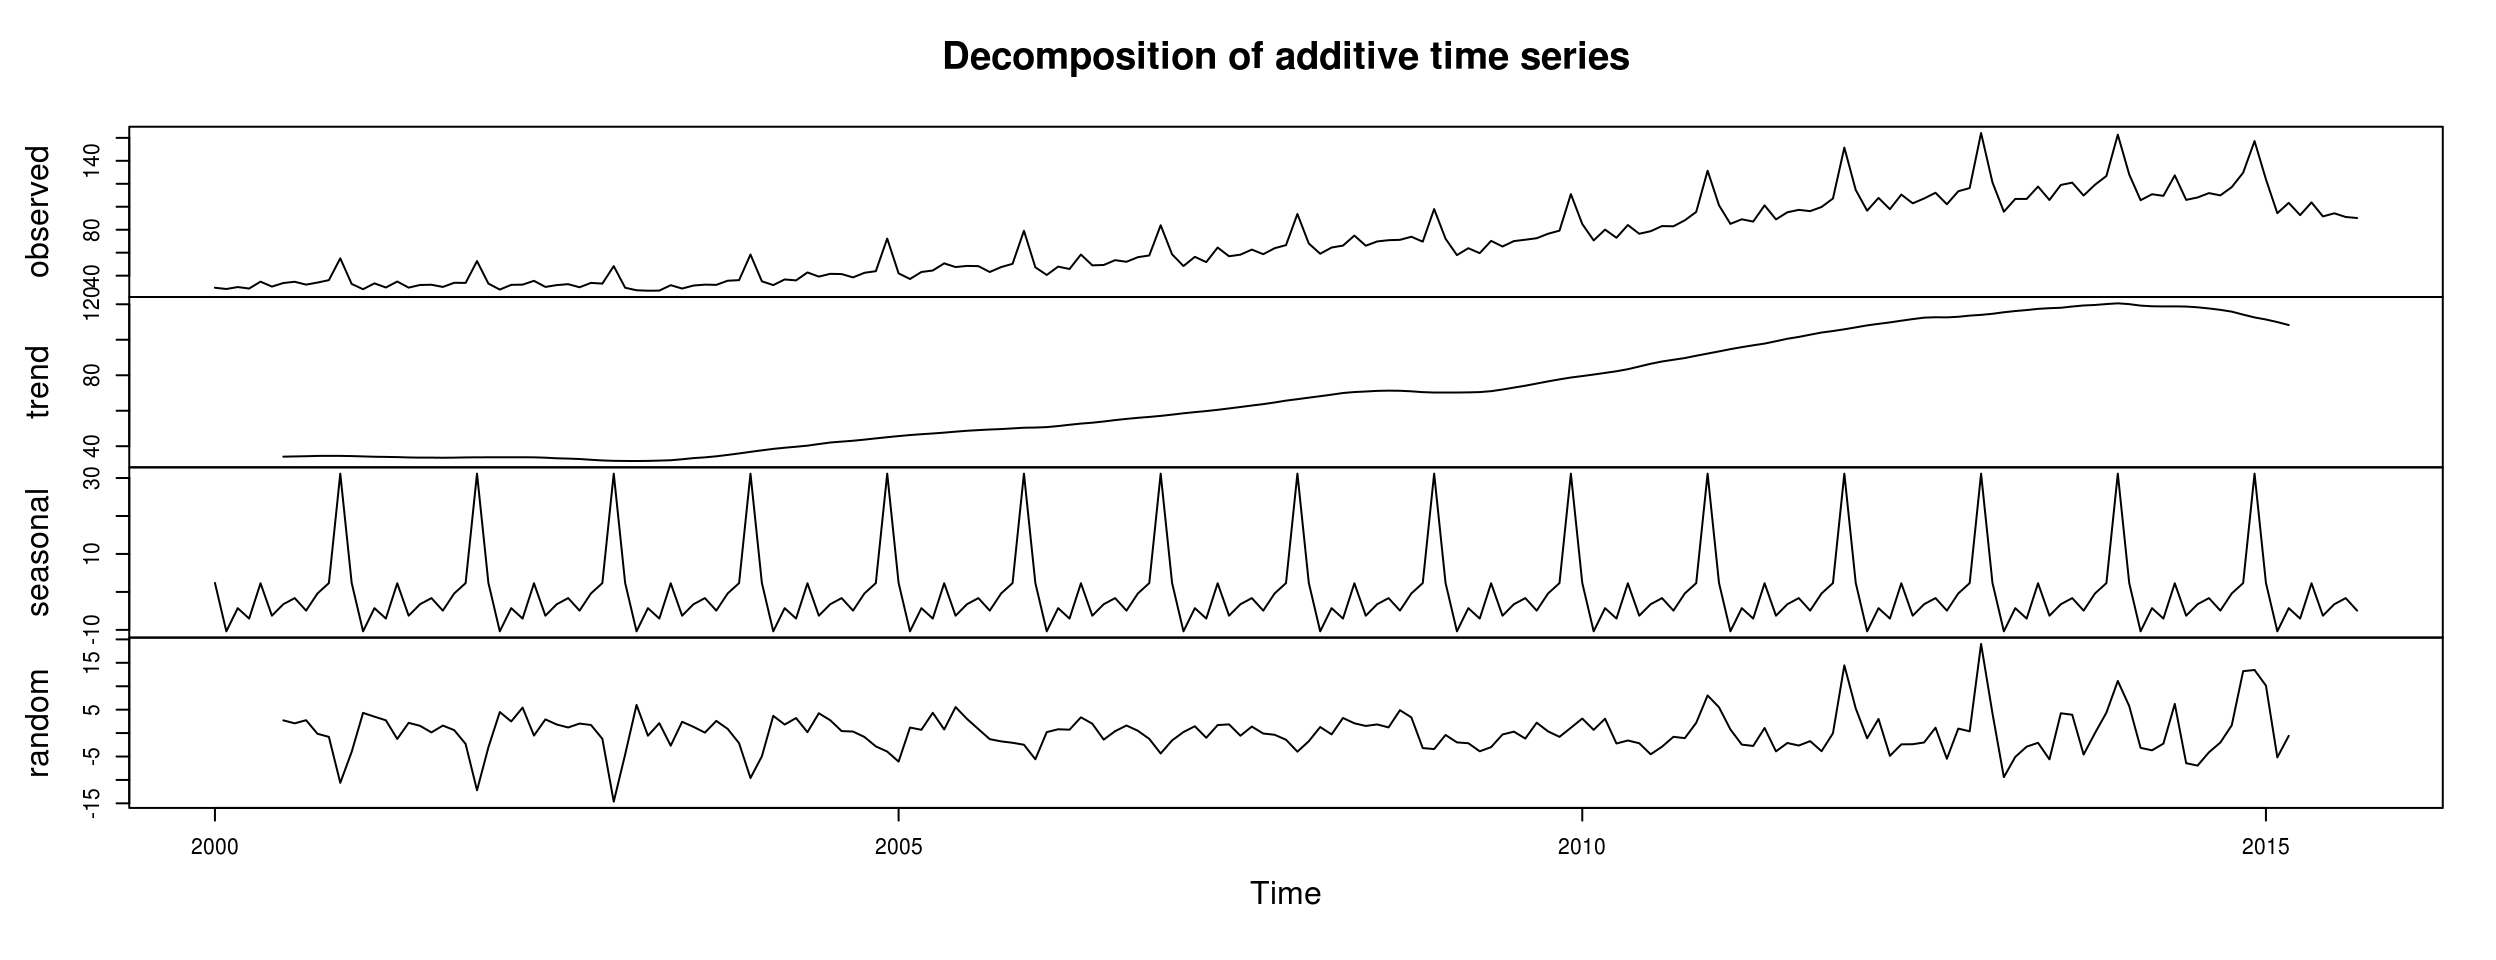 Decomposition of additive time series
observed
40 80 140
trend
40 80 120
seasonal
-10 10 30
random
-15 -5 5 15
2000 2005 2010 2015
Time